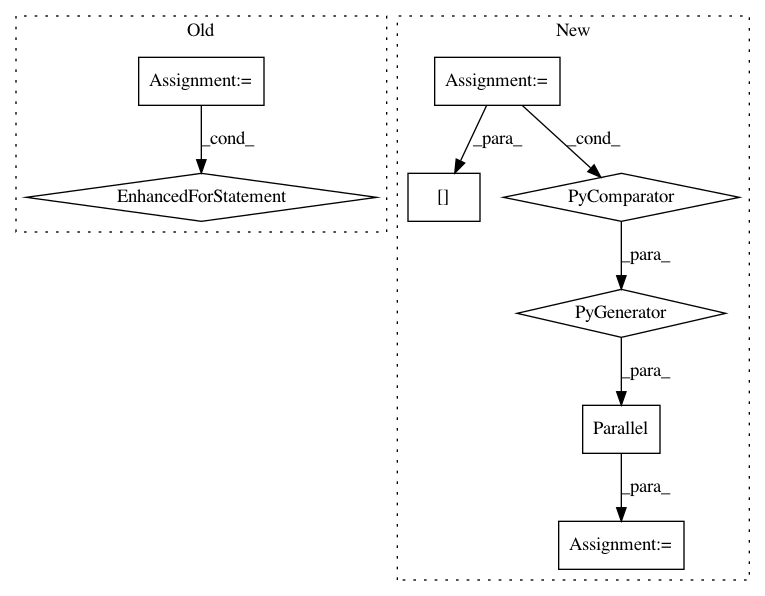 Old
New
Assignment:=
Assignment:=
_cond_
_para_
_cond_
EnhancedForStatement
[]
PyComparator
_para_
PyGenerator
_para_
Parallel
_para_
Assignment:=